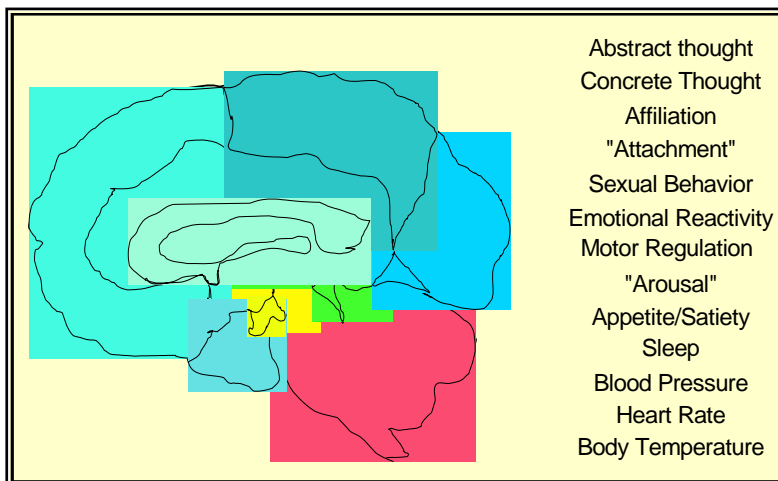 Abstract thought
Concrete Thought
Affiliation
"Attachment"
Sexual Behavior
Emotional Reactivity
Motor Regulation
"Arousal"
Appetite/Satiety
Sleep
Blood Pressure
Heart Rate
Body Temperature